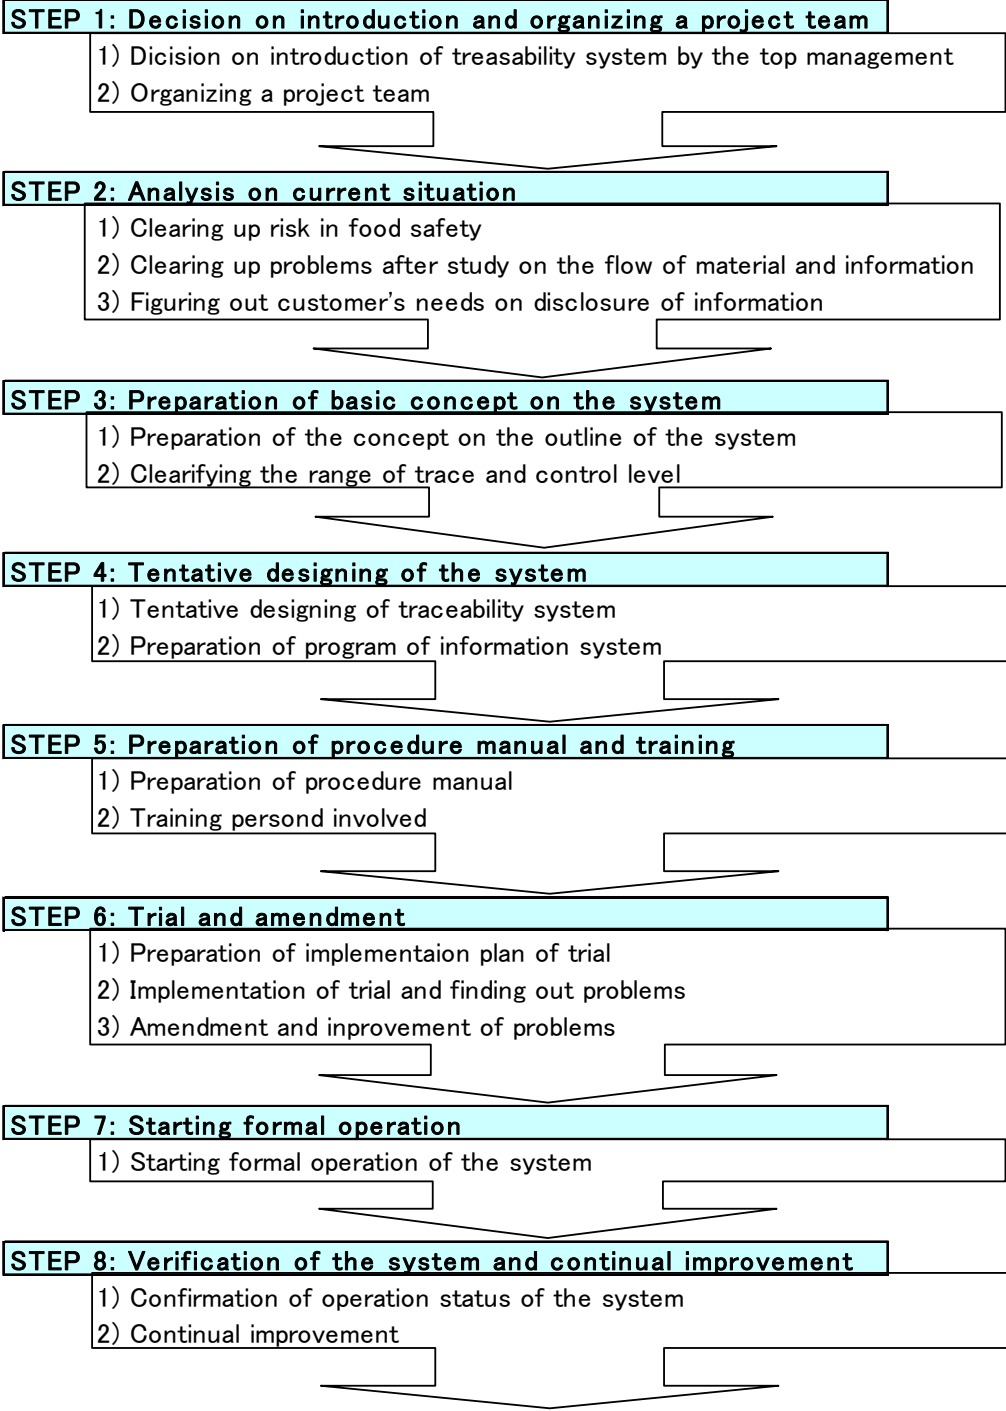 STEP 1: Decision on introduction and organizing a project team
1) Dicision on introduction of treasability system by the top management
2) Organizing a project team
STEP 2: Analysis on current situation
1) Clearing up risk in food safety
2) Clearing up problems after study on the flow of material and information
3) Figuring out customer's needs on disclosure of information
STEP 3: Preparation of basic concept on the system
1) Preparation of the concept on the outline of the system
2) Clearifying the range of trace and control level
STEP 4: Tentative designing of the system
1) Tentative designing of traceability system
2) Preparation of program of information system
STEP 5: Preparation of procedure manual and training
1) Preparation of procedure manual
2) Training persond involved
STEP 6: Trial and amendment
1) Preparation of implementaion plan of trial
2) Implementation of trial and finding out problems
3) Amendment and inprovement of problems
STEP 7: Starting formal operation
1) Starting formal operation of the system
STEP 8: Verification of the system and continual improvement
1) Confirmation of operation status of the system
2) Continual improvement